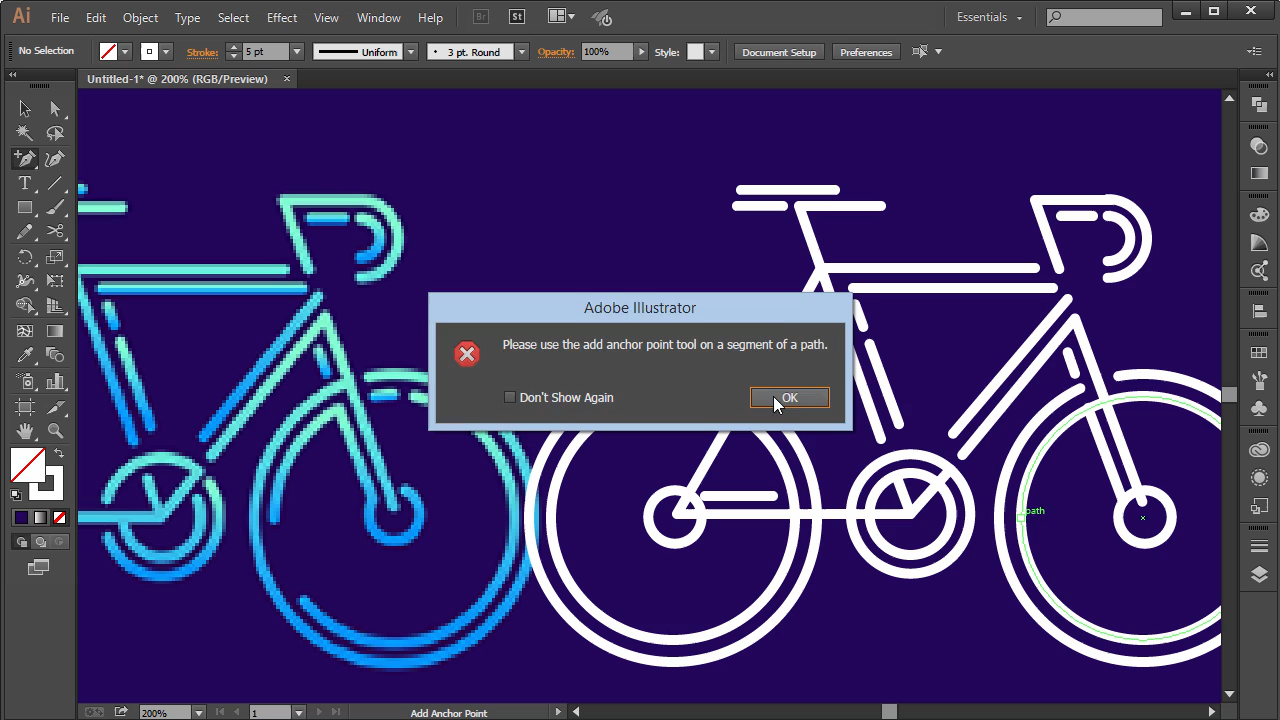 Ai File Edit Object Type Select Effect View Window Help Br St Essentials
No Selection Stroke: 5 pt Uniform 3 pt. Round Opacity: 100% Style: Document Setup Preferences
Untitled-1* @ 200% (RGB/Preview)
Adobe Illustrator
Please use the add anchor point tool on a segment of a path.
Don't Show Again OK
path
200% 1 Add Anchor Point